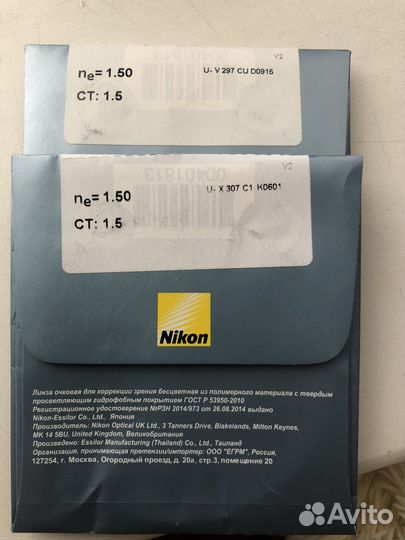 V2
nₑ= 1.50
U- V 297 CU D0915
CT: 1.5
00401813
V2
nₑ= 1.50
U- X 307 C1 K0601
CT: 1.5
00401813
Nikon
Линза очковая для коррекции зрения бесцветная из полимерного материала с твердым
просветляющим гидрофобным покрытием ГОСТ Р 53950-2010
Регистрационное удостоверение №РЗН 2014/973 от 26.08.2014 выдано
Nikon-Essilor Co., Ltd., Япония
Производитель: Nikon Optical UK Ltd., 3 Tanners Drive, Blakelands, Milton Keynes,
MK 14 5BU, United Kingdom, Великобритания
Произведено: Essilor Manufacturing (Thailand) Co., Ltd., Таиланд
Организация. принимающая претензии/импортер: ООО "ЕГРМ", Россия,
127254, г. Москва, Огородный проезд, д. 20а, стр.3, помещение 20
Avito